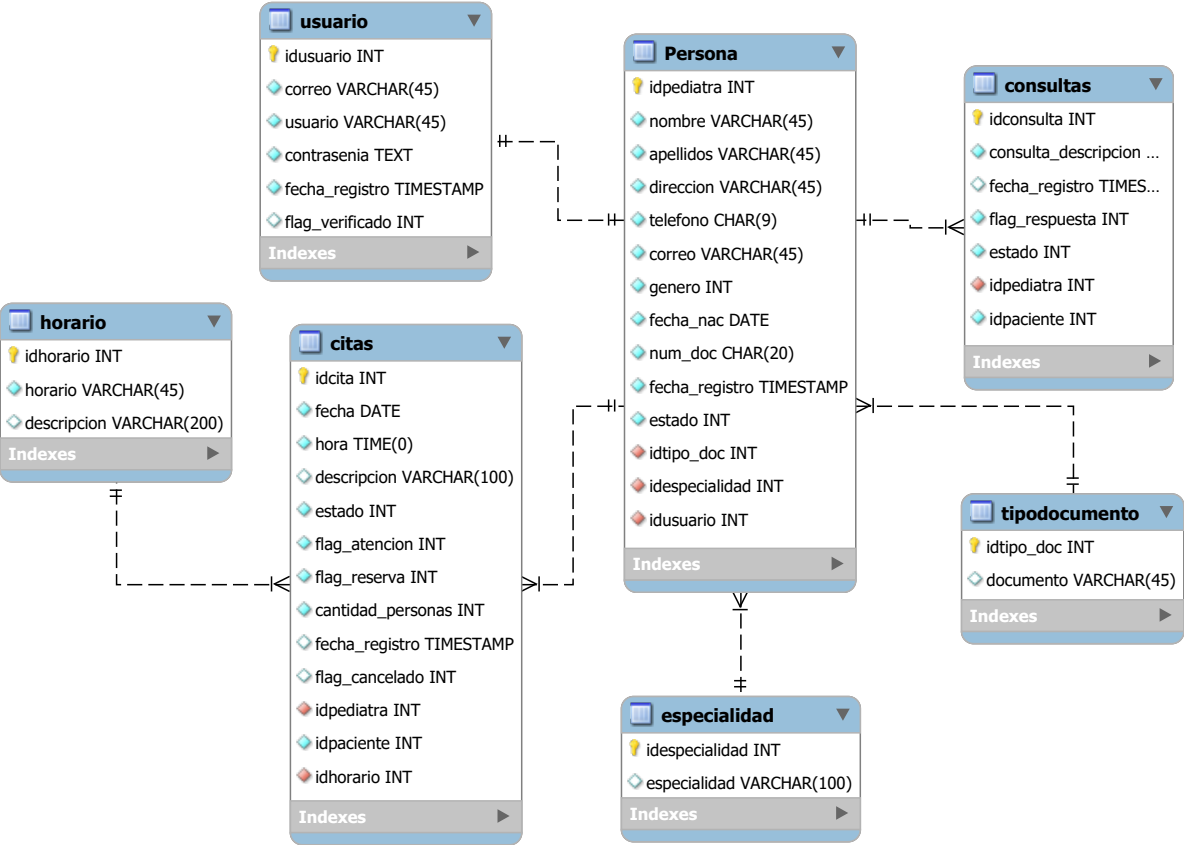 usuario
idusuario INT
correo VARCHAR(45)
usuario VARCHAR(45)
contrasenia TEXT
fecha_registro TIMESTAMP
flag_verificado INT
Indexes
Persona
idpediatra INT
nombre VARCHAR(45)
apellidos VARCHAR(45)
direccion VARCHAR(45)
telefono CHAR(9)
correo VARCHAR(45)
genero INT
fecha_nac DATE
num_doc CHAR(20)
fecha_registro TIMESTAMP
estado INT
idtipo_doc INT
idespecialidad INT
idusuario INT
Indexes
consultas
idconsulta INT
consulta_descripcion ...
fecha_registro TIMES...
flag_respuesta INT
estado INT
idpediatra INT
idpaciente INT
Indexes
horario
idhorario INT
horario VARCHAR(45)
descripcion VARCHAR(200)
Indexes
citas
idcita INT
fecha DATE
hora TIME(0)
descripcion VARCHAR(100)
estado INT
flag_atencion INT
flag_reserva INT
cantidad_personas INT
fecha_registro TIMESTAMP
flag_cancelado INT
idpediatra INT
idpaciente INT
idhorario INT
Indexes
tipodocumento
idtipo_doc INT
documento VARCHAR(45)
Indexes
especialidad
idespecialidad INT
especialidad VARCHAR(100)
Indexes